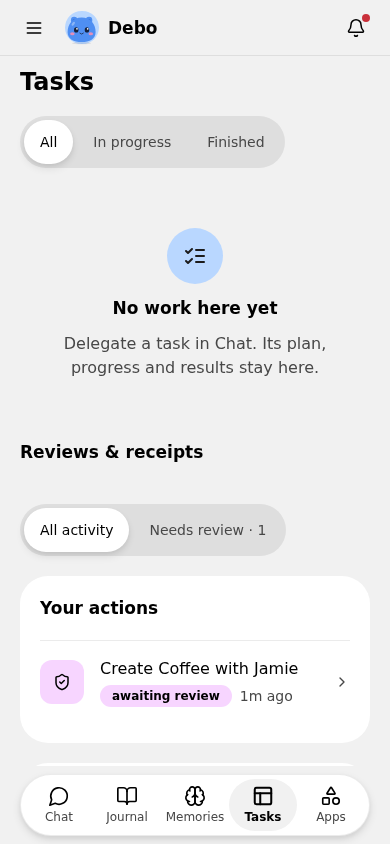 Debo
Tasks
All
In progress
Finished
No work here yet
Delegate a task in Chat. Its plan,
progress and results stay here.
Reviews & receipts
All activity
Needs review · 1
Your actions
Create Coffee with Jamie
awaiting review
1m ago
Chat
Journal
Memories
Tasks
Apps